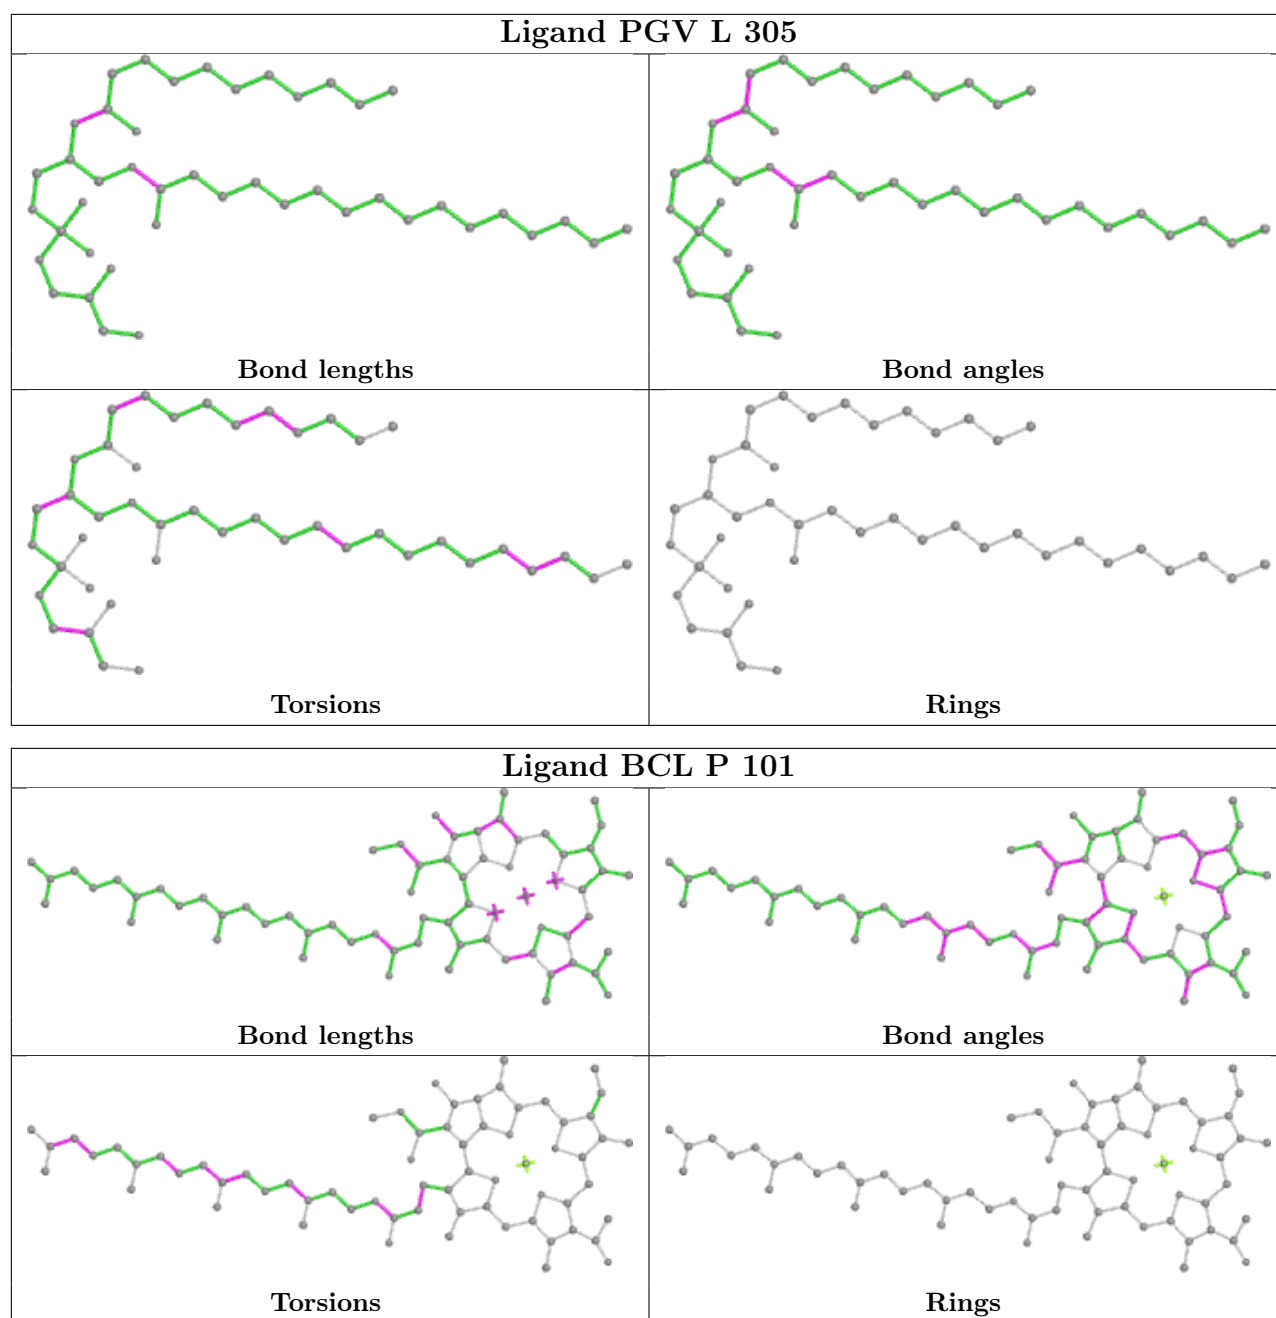 Ligand PGV L 305
Bond lengths
Bond angles
Torsions
Rings
Ligand BCL P 101
Bond lengths
Bond angles
Torsions
Rings